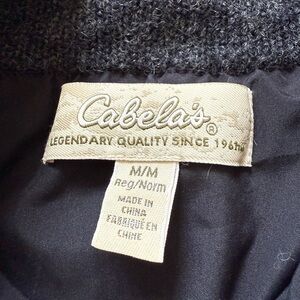 Cabela's®
LEGENDARY QUALITY SINCE 1961
M/M
Reg/Norm
MADE IN
CHINA
FABRIQUÉ EN
CHINE